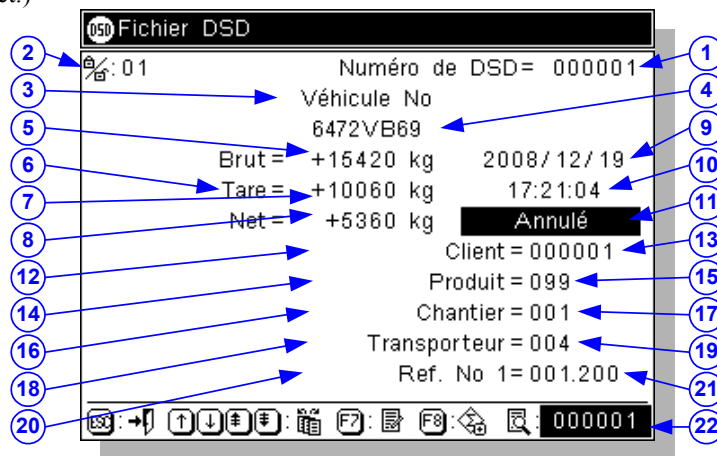 et.)
DSD Fichier DSD
2 : 01 Numéro de DSD= 000001 1
3 Véhicule No
6472VB69 4
5 Brut = +15420 kg 2008/12/19 9
6 Tare = +10060 kg 17:21:04 10
7
8 Net = +5360 kg Annulé 11
12 Client = 000001 13
14 Produit = 099 15
16 Chantier = 001 17
18 Transporteur = 004 19
20 Ref. No 1= 001.200 21
ESC : : F7 : F8 : : 000001 22